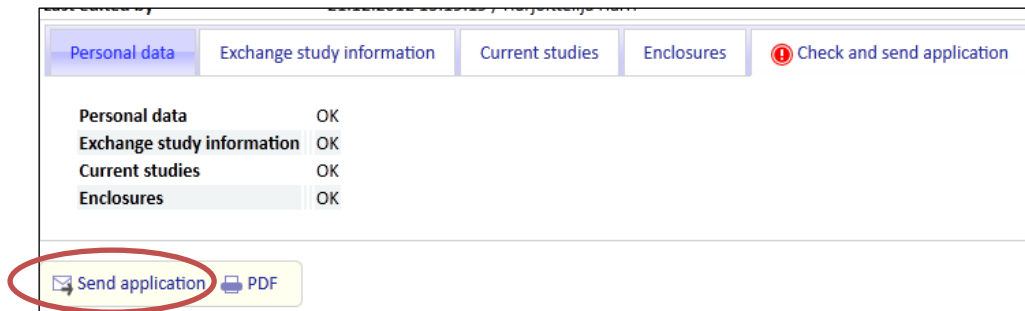 Personal data Exchange study information Current studies Enclosures Check and send application
Personal data OK
Exchange study information OK
Current studies OK
Enclosures OK
Send application PDF